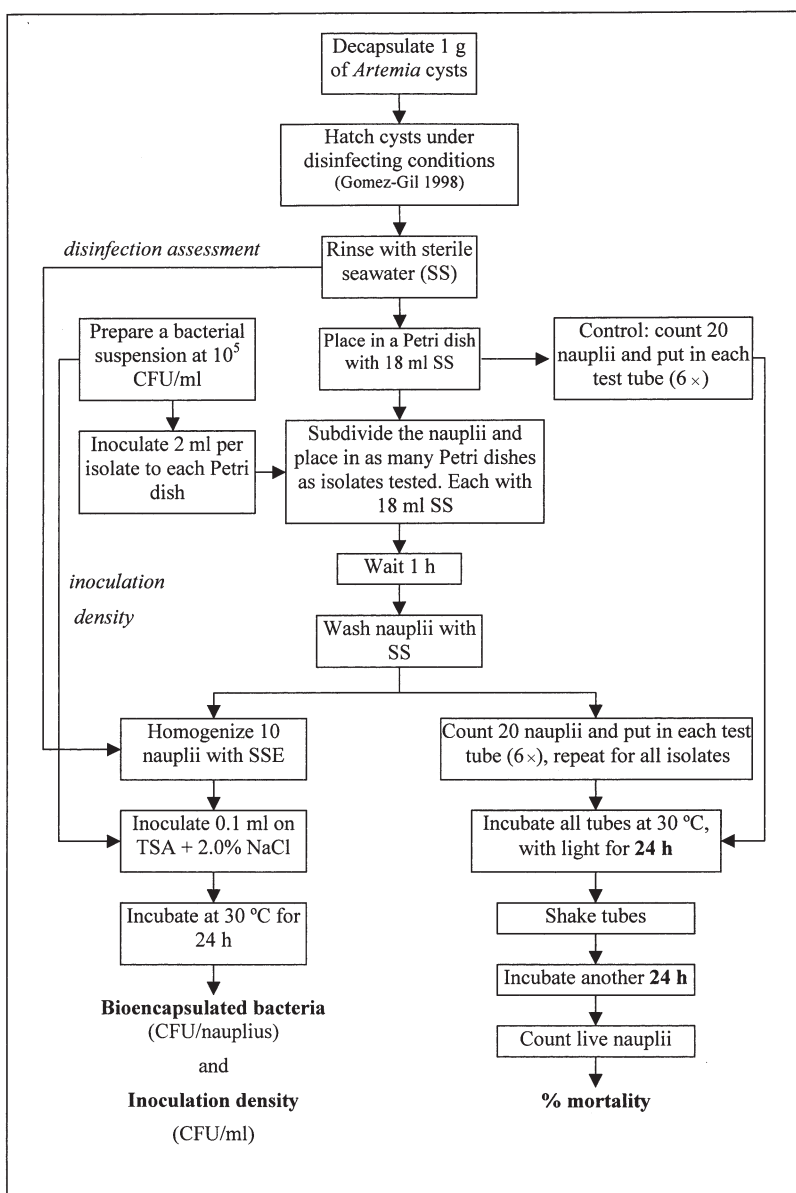 Decapsulate 1 g
of Artemia cysts
Hatch cysts under
disinfecting conditions
(Gomez-Gil 1998)
disinfection assessment
Rinse with sterile
seawater (SS)
Prepare a bacterial
suspension at 10⁵
CFU/ml
Place in a Petri dish
with 18 ml SS
Control: count 20
nauplii and put in each
test tube (6 ×)
Inoculate 2 ml per
isolate to each Petri
dish
Subdivide the nauplii and
place in as many Petri dishes
as isolates tested. Each with
18 ml SS
Wait 1 h
inoculation
density
Wash nauplii with
SS
Homogenize 10
nauplii with SSE
Count 20 nauplii and put in each test
tube (6×), repeat for all isolates
Inoculate 0.1 ml on
TSA + 2.0% NaCl
Incubate all tubes at 30 ºC,
with light for 24 h
Incubate at 30 ºC for
24 h
Shake tubes
Incubate another 24 h
Count live nauplii
Bioencapsulated bacteria
(CFU/nauplius)
and
Inoculation density
(CFU/ml)
% mortality